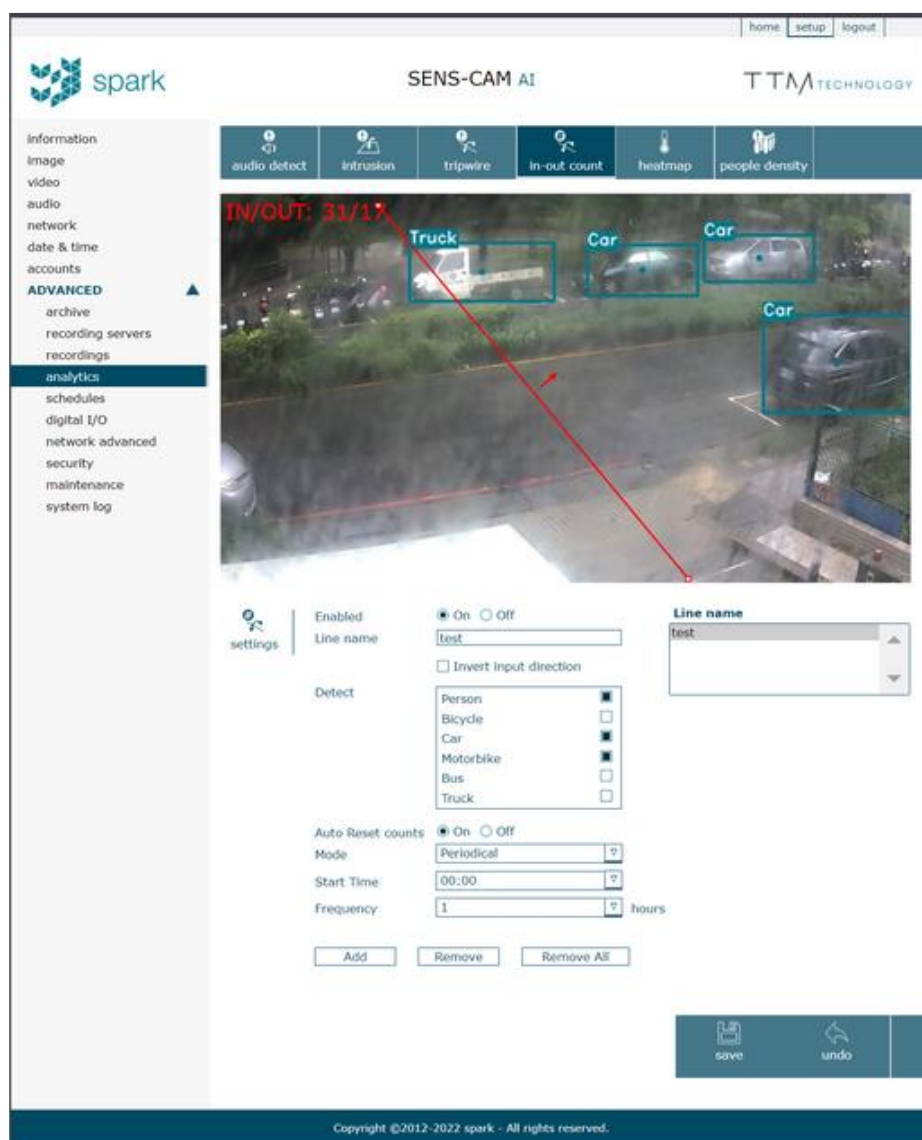 home setup logout
spark
SENS-CAM AI
TTM TECHNOLOGY
information
image
video
audio
network
date & time
accounts
ADVANCED
archive
recording servers
recordings
analytics
schedules
digital I/O
network advanced
security
maintenance
system log
audio detect
intrusion
tripwire
in-out count
heatmap
people density
IN/OUT: 31/17
Truck
Car
Car
Car
settings
Enabled On Off
Line name test
Invert input direction
Detect
Person
Bicycle
Car
Motorbike
Bus
Truck
Auto Reset counts On Off
Mode Periodical
Start Time 00:00
Frequency 1 hours
Add Remove Remove All
Line name
test
save
undo
Copyright ©2012-2022 spark - All rights reserved.